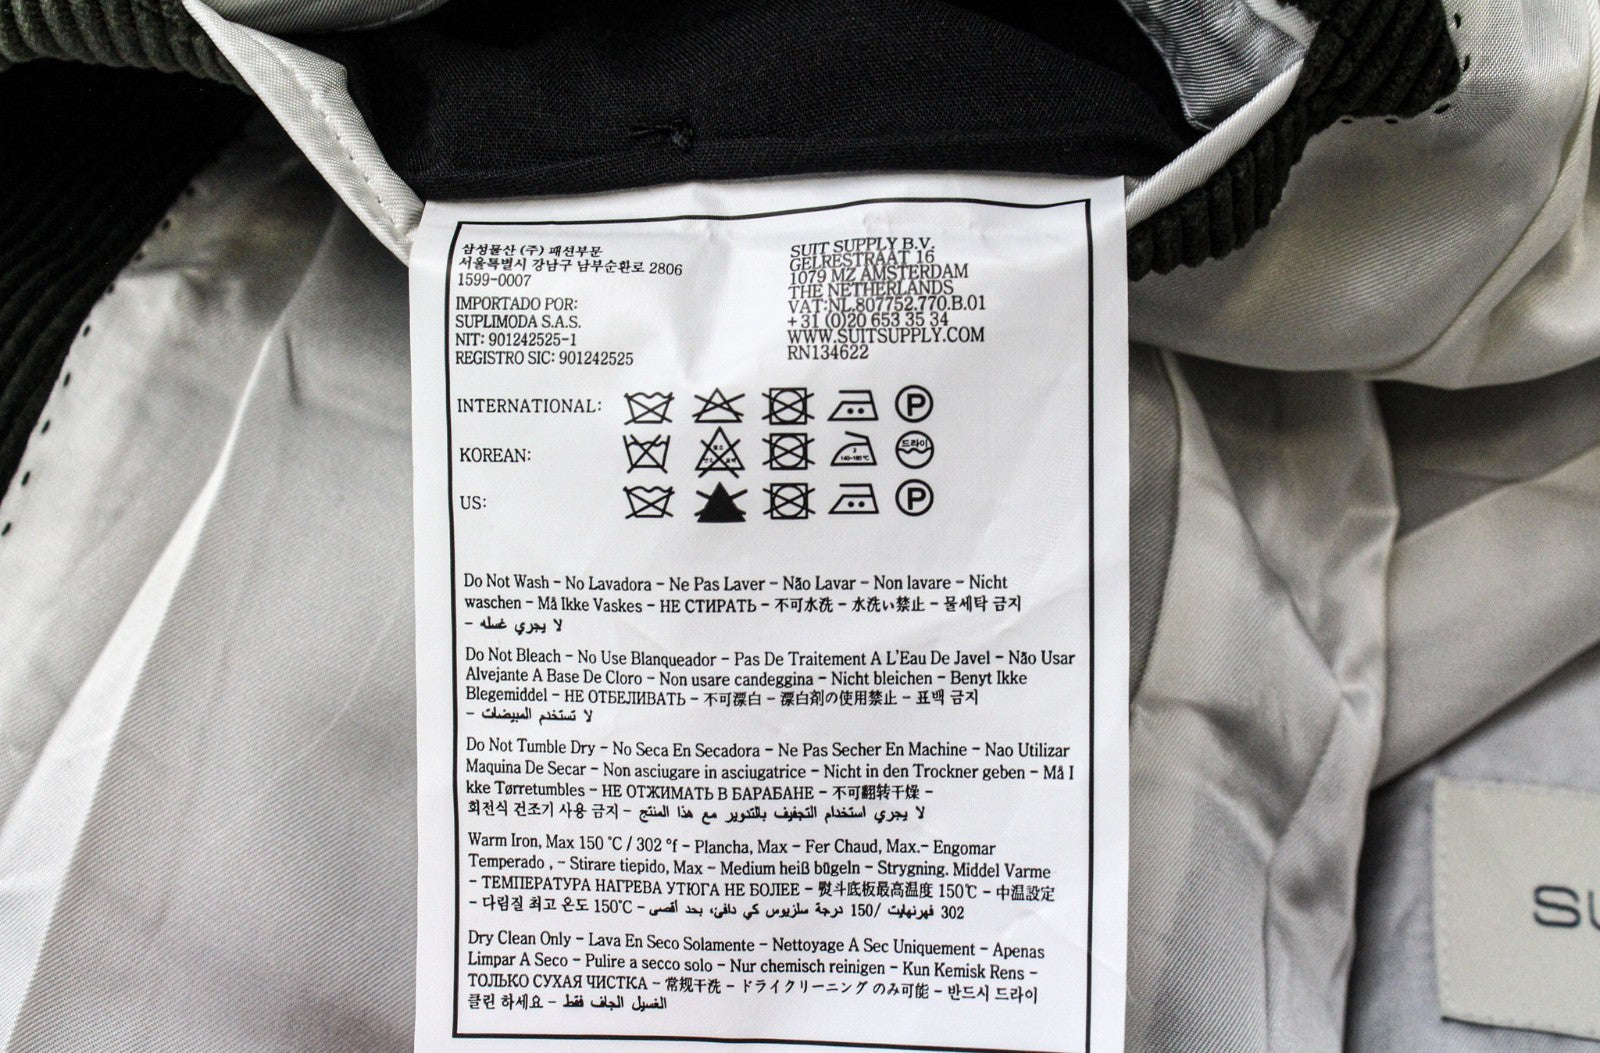 삼성물산 (주) 패션부문
서울특별시 강남구 남부순환로 2806
1599-0007
IMPORTADO POR:
SUPLIMODA S.A.S.
NIT: 901242525-1
REGISTRO SIC: 901242525
SUIT SUPPLY B.V.
GELRESTRAAT 16
1079 MZ AMSTERDAM
THE NETHERLANDS
VAT:NL.807752.770.B.01
+31 (0)20 653 35 34
WWW.SUITSUPPLY.COM
RN134622
INTERNATIONAL:
P
KOREAN:
드라이
US:
P
Do Not Wash – No Lavadora – Ne Pas Laver – Não Lavar – Non lavare – Nicht
waschen – Må Ikke Vaskes – НЕ СТИРАТЬ – 不可水洗 – 水洗い禁止 – 물세탁 금지
– لا يجري غسله
Do Not Bleach – No Use Blanqueador – Pas De Traitement A L'Eau De Javel – Não Usar
Alvejante A Base De Cloro – Non usare candeggina – Nicht bleichen – Benyt Ikke
Blegemiddel – НЕ ОТБЕЛИВАТЬ – 不可漂白 – 漂白剤の使用禁止 – 표백 금지
– لا تستخدم المبيضات
Do Not Tumble Dry – No Seca En Secadora – Ne Pas Secher En Machine – Nao Utilizar
Maquina De Secar – Non asciugare in asciugatrice – Nicht in den Trockner geben – Må I
kke Tørretumbles – НЕ ОТЖИМАТЬ В БАРАБАНЕ – 不可翻转干燥 –
회전식 건조기 사용 금지 – لا يجري استخدام التجفيف بالتدوير مع هذا المنتج
Warm Iron, Max 150 °C / 302 °f – Plancha, Max – Fer Chaud, Max.– Engomar
Temperado , – Stirare tiepido, Max – Medium heiß bügeln – Strygning. Middel Varme
– ТЕМПЕРАТУРА НАГРЕВА УТЮГА НЕ БОЛЕЕ – 熨斗底板最高温度 150℃ – 中温設定
– 다림질 최고 온도 150℃ – 302 فهرنهايت /150 درجة سلزيوس كي دافئ، بحد أقصى
Dry Clean Only – Lava En Seco Solamente – Nettoyage A Sec Uniquement – Apenas
Limpar A Seco – Pulire a secco solo – Nur chemisch reinigen – Kun Kemisk Rens –
ТОЛЬКО СУХАЯ ЧИСТКА – 常规干洗 – ドライクリーニング のみ可能 – 반드시 드라이
클린 하세요 – الغسيل الجاف فقط
SU